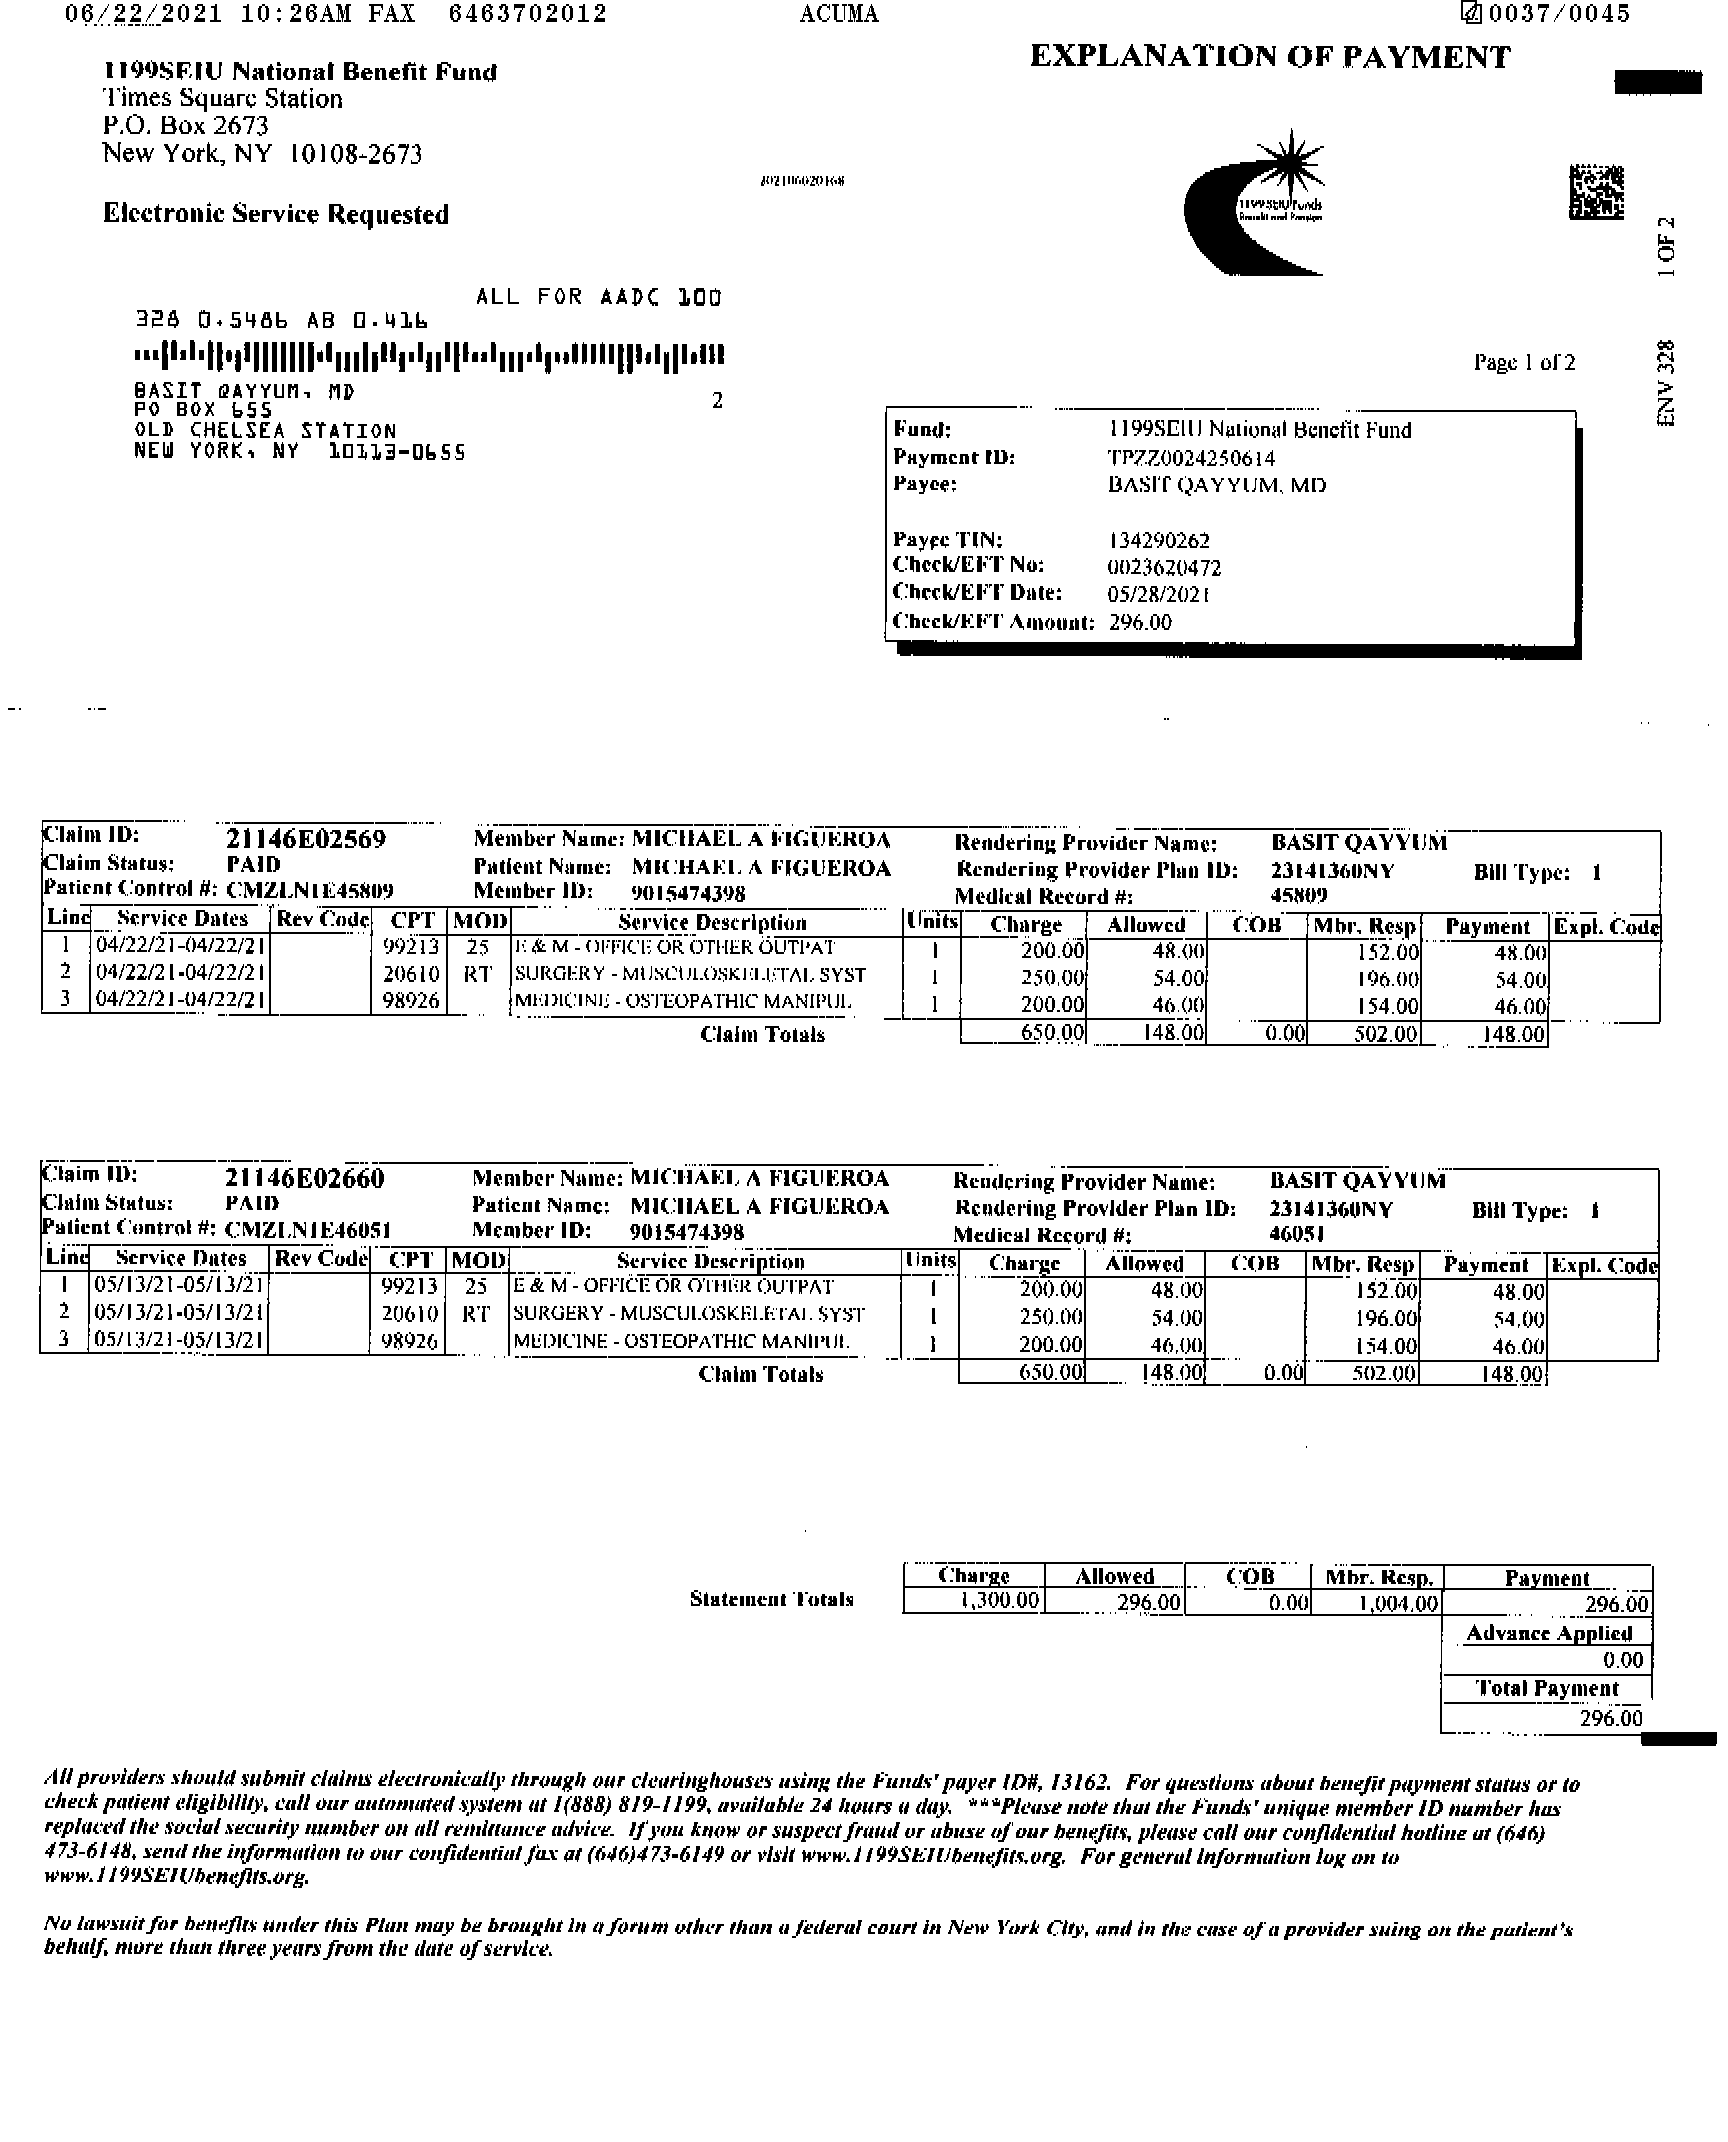 06/22/2021 10:26AM FAX 6463702012 ACUMA 0037/0045
EXPLANATION OF PAYMENT
1199SEIU National Benefit Fund
Times Square Station
P.O. Box 2673
New York, NY 10108-2673
202106020168
Electronic Service Requested
1199SEIU Funds
Benefit and Pension
1 OF 2
ENV 328
ALL FOR AADC 100
328 0.5486 AB 0.416
BASIT QAYYUM, MD
PO BOX 655
OLD CHELSEA STATION
NEW YORK, NY 10113-0655
2
Page 1 of 2
Fund: 1199SEIU National Benefit Fund
Payment ID: TPZZ0024250614
Payee: BASIT QAYYUM, MD
Payee TIN: 134290262
Check/EFT No: 0023620472
Check/EFT Date: 05/28/2021
Check/EFT Amount: 296.00
Claim ID: 21146E02569 Member Name: MICHAEL A FIGUEROA Rendering Provider Name: BASIT QAYYUM
Claim Status: PAID Patient Name: MICHAEL A FIGUEROA Rendering Provider Plan ID: 23141360NY Bill Type: 1
Patient Control #: CMZLN1E45809 Member ID: 9015474398 Medical Record #: 45809
Line Service Dates Rev Code CPT MOD Service Description Units Charge Allowed COB Mbr. Resp Payment Expl. Code
1 04/22/21-04/22/21 99213 25 E & M - OFFICE OR OTHER OUTPAT 1 200.00 48.00 152.00 48.00
2 04/22/21-04/22/21 20610 RT SURGERY - MUSCULOSKELETAL SYST 1 250.00 54.00 196.00 54.00
3 04/22/21-04/22/21 98926 MEDICINE - OSTEOPATHIC MANIPUL 1 200.00 46.00 154.00 46.00
Claim Totals 650.00 148.00 0.00 502.00 148.00
Claim ID: 21146E02660 Member Name: MICHAEL A FIGUEROA Rendering Provider Name: BASIT QAYYUM
Claim Status: PAID Patient Name: MICHAEL A FIGUEROA Rendering Provider Plan ID: 23141360NY Bill Type: 1
Patient Control #: CMZLN1E46051 Member ID: 9015474398 Medical Record #: 46051
Line Service Dates Rev Code CPT MOD Service Description Units Charge Allowed COB Mbr. Resp Payment Expl. Code
1 05/13/21-05/13/21 99213 25 E & M - OFFICE OR OTHER OUTPAT 1 200.00 48.00 152.00 48.00
2 05/13/21-05/13/21 20610 RT SURGERY - MUSCULOSKELETAL SYST 1 250.00 54.00 196.00 54.00
3 05/13/21-05/13/21 98926 MEDICINE - OSTEOPATHIC MANIPUL 1 200.00 46.00 154.00 46.00
Claim Totals 650.00 148.00 0.00 502.00 148.00
Charge Allowed COB Mbr. Resp. Payment
Statement Totals 1,300.00 296.00 0.00 1,004.00 296.00
Advance Applied
0.00
Total Payment
296.00
All providers should submit claims electronically through our clearinghouses using the Funds' payer ID#, 13162. For questions about benefit payment status or to
check patient eligibility, call our automated system at 1(888) 819-1199, available 24 hours a day. ***Please note that the Funds' unique member ID number has
replaced the social security number on all remittance advice. If you know or suspect fraud or abuse of our benefits, please call our confidential hotline at (646)
473-6148, send the information to our confidential fax at (646)473-6149 or visit www.1199SEIUbenefits.org. For general information log on to
www.1199SEIUbenefits.org.
No lawsuit for benefits under this Plan may be brought in a forum other than a federal court in New York City, and in the case of a provider suing on the patient's
behalf, more than three years from the date of service.